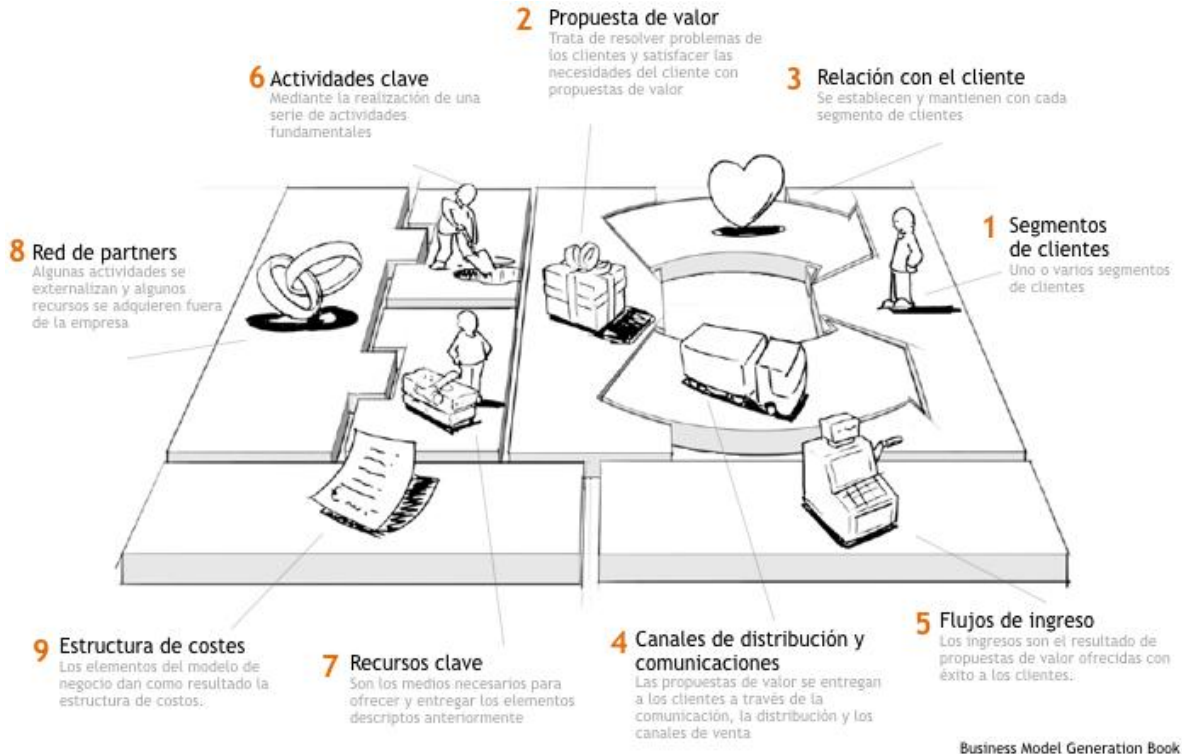 2 Propuesta de valor
Trata de resolver problemas de
los clientes y satisfacer las
necesidades del cliente con
propuestas de valor
6 Actividades clave
Mediante la realización de una
serie de actividades
fundamentales
3 Relación con el cliente
Se establecen y mantienen con cada
segmento de clientes
8 Red de partners
Algunas actividades se
externalizan y algunos
recursos se adquieren fuera
de la empresa
1 Segmentos
de clientes
Uno o varios segmentos
de clientes
9 Estructura de costes
Los elementos del modelo de
negocio dan como resultado la
estructura de costos.
7 Recursos clave
Son los medios necesarios para
ofrecer y entregar los elementos
descriptos anteriormente
4 Canales de distribución y
comunicaciones
Las propuestas de valor se entregan
a los clientes a través de la
comunicación, la distribución y los
canales de venta
5 Flujos de ingreso
Los ingresos son el resultado de
propuestas de valor ofrecidas con
éxito a los clientes.
Business Model Generation Book